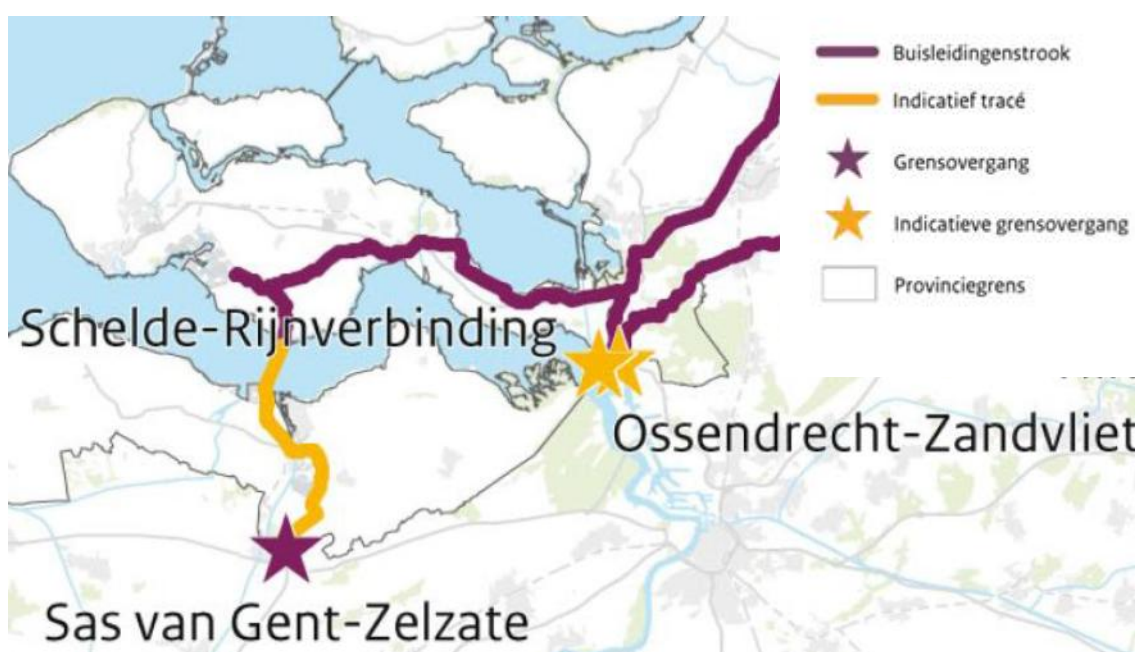 Buisleidingenstrook
Indicatief tracé
Grensovergang
Indicatieve grensovergang
Provinciegrens
Schelde-Rijnverbinding
Ossendrecht-Zandvliet
Sas van Gent-Zelzate